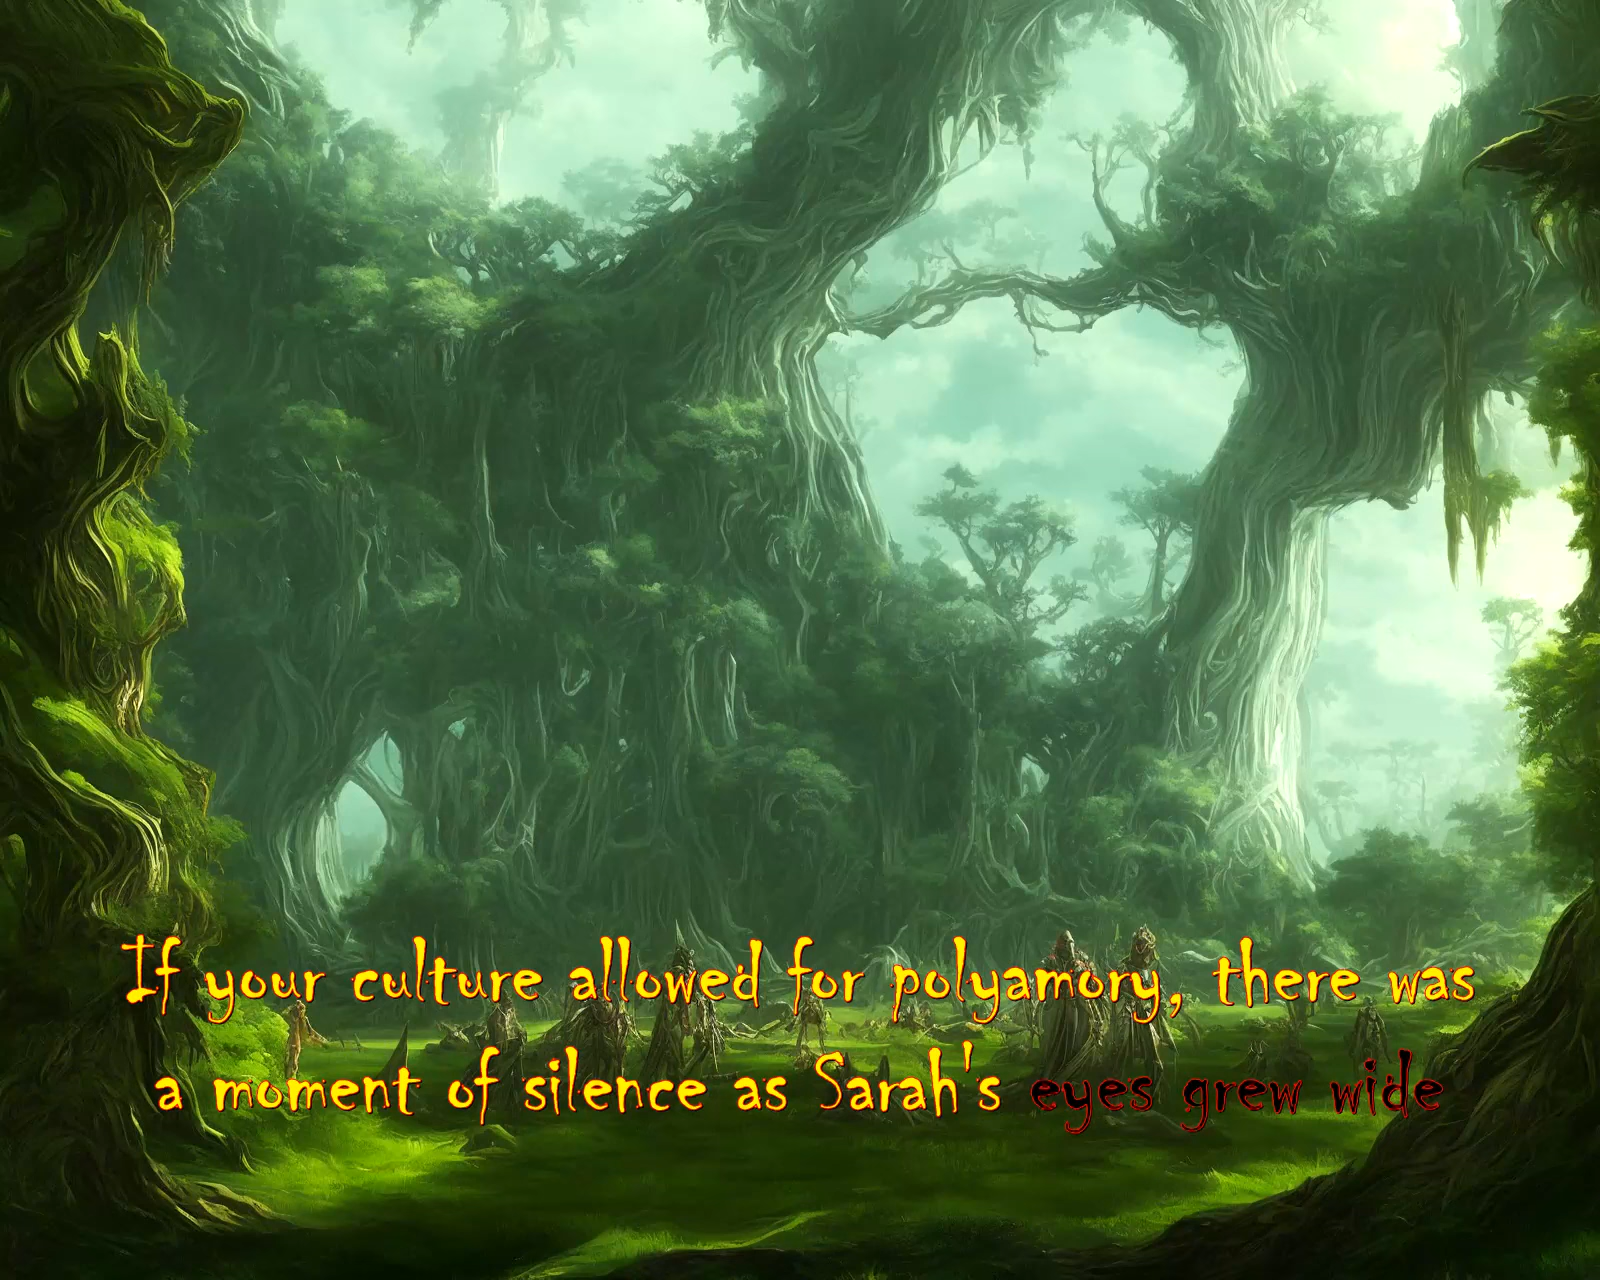 If your culture allowed for polyamory, there was
a moment of silence as Sarah's eyes grew wide